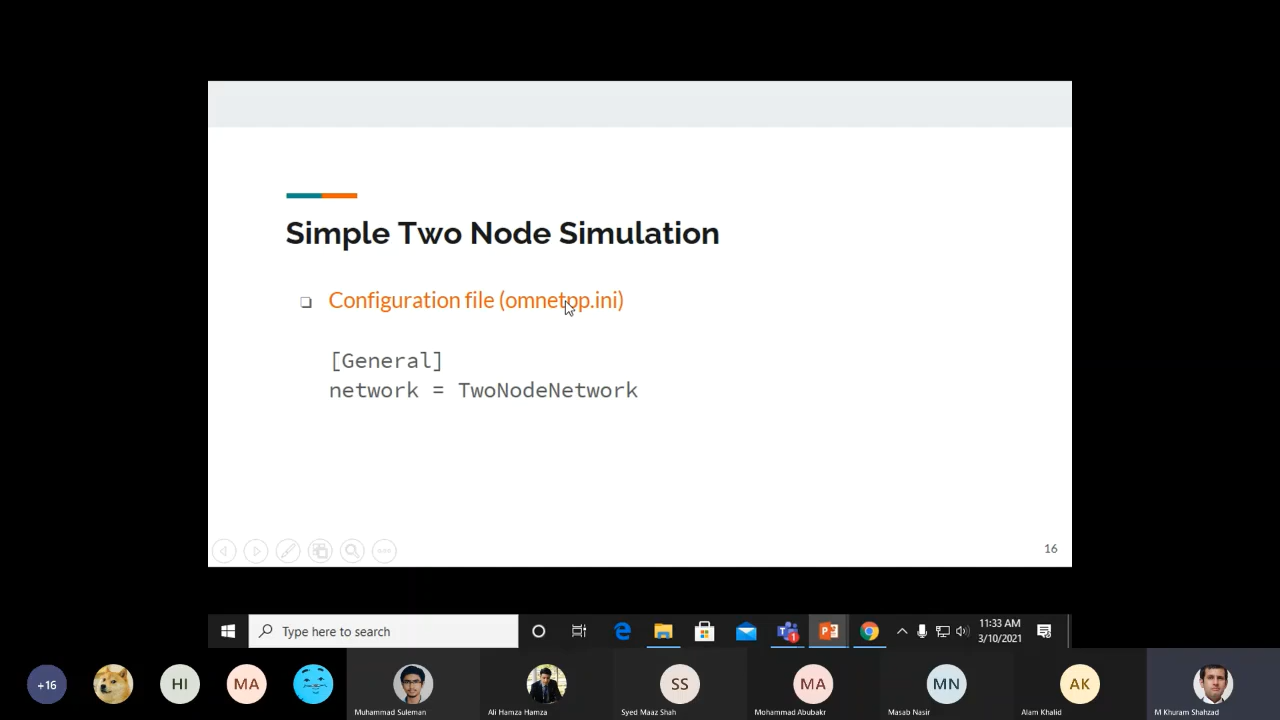 Simple Two Node Simulation
Configuration file (omnetpp.ini)
[General]
network = TwoNodeNetwork
16
Type here to search
1
11:33 AM
3/10/2021
+16
HI
MA
SS
MA
MN
AK
Muhammad Suleman
Ali Hamza Hamza
Syed Maaz Shah
Mohammad Abubakr
Masab Nasir
Alam Khalid
M Khuram Shahzad